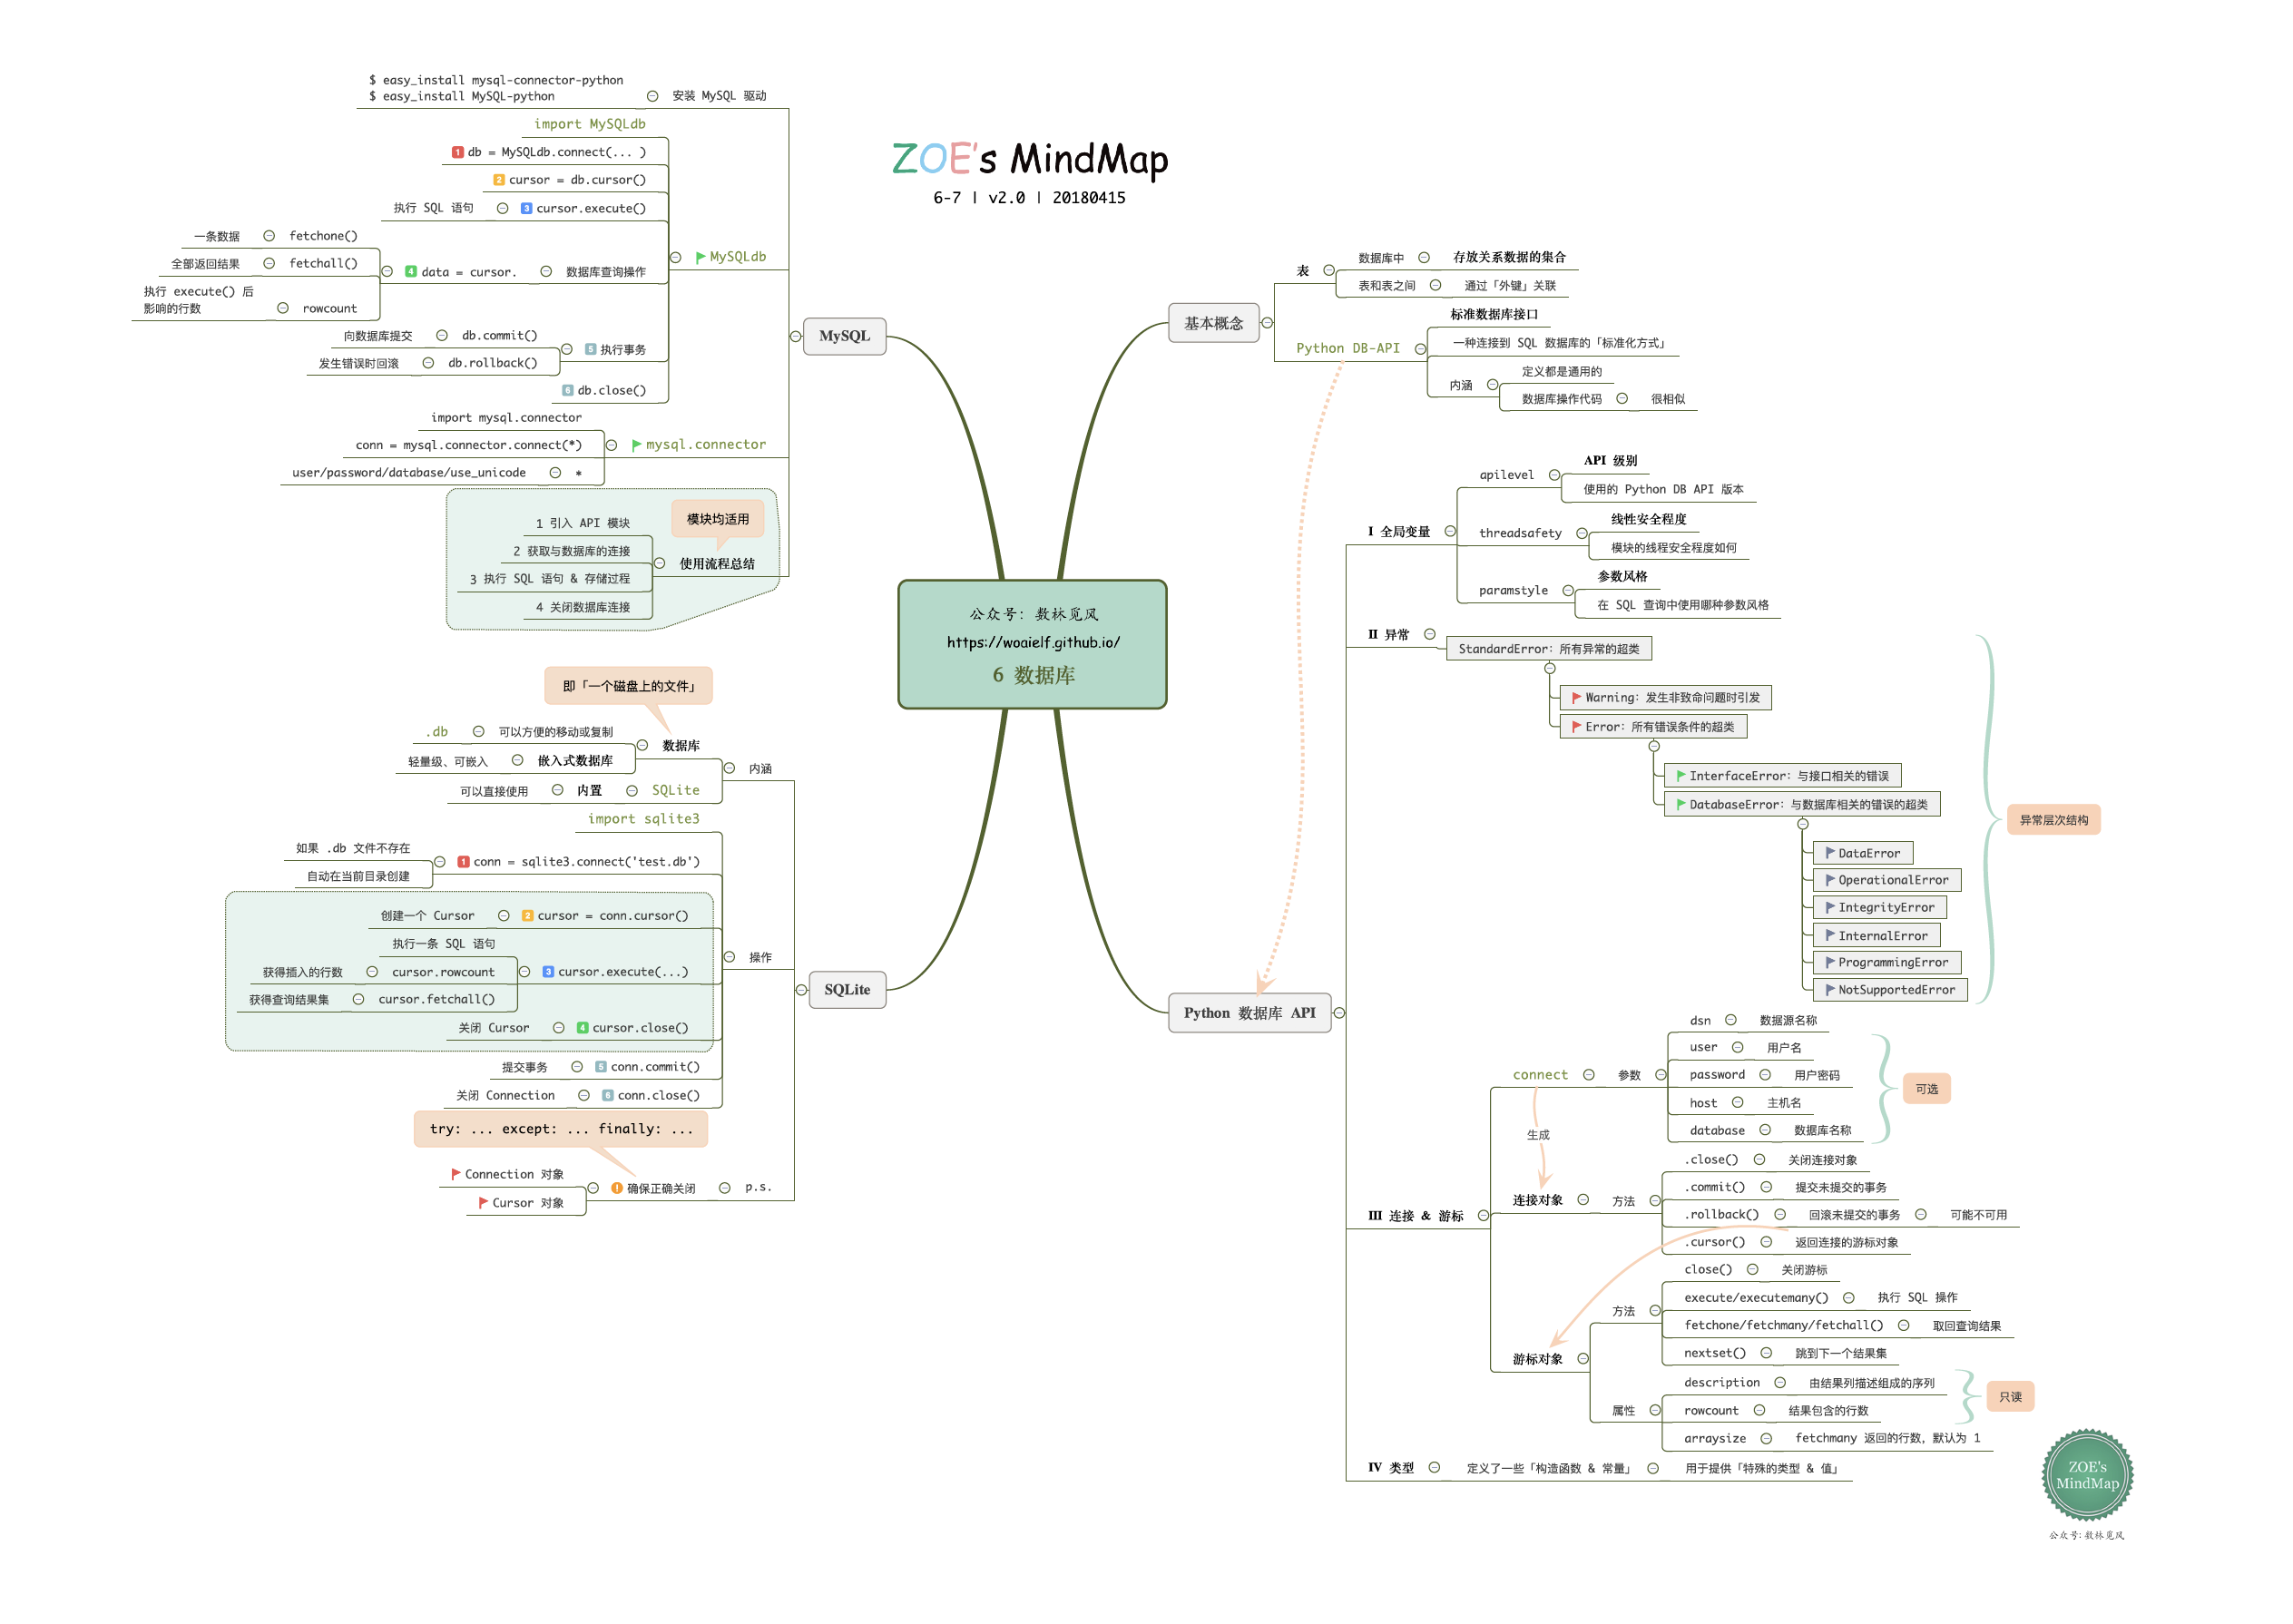 ZOE's MindMap
6-7 | v2.0 | 20180415
公众号：数林觅风
https://woaielf.github.io/
6 数据库
基本概念
表
数据库中
存放关系数据的集合
表和表之间
通过「外键」关联
Python DB-API
标准数据库接口
一种连接到 SQL 数据库的「标准化方式」
内涵
定义都是通用的
数据库操作代码
很相似
Python 数据库 API
I 全局变量
apilevel
API 级别
使用的 Python DB API 版本
threadsafety
线性安全程度
模块的线程安全程度如何
paramstyle
参数风格
在 SQL 查询中使用哪种参数风格
II 异常
StandardError：所有异常的超类
Warning：发生非致命问题时引发
Error：所有错误条件的超类
InterfaceError：与接口相关的错误
DatabaseError：与数据库相关的错误的超类
DataError
OperationalError
IntegrityError
InternalError
ProgrammingError
NotSupportedError
异常层次结构
III 连接 & 游标
connect
参数
dsn
数据源名称
user
用户名
password
用户密码
host
主机名
database
数据库名称
可选
生成
连接对象
方法
.close()
关闭连接对象
.commit()
提交未提交的事务
.rollback()
回滚未提交的事务
可能不可用
.cursor()
返回连接的游标对象
游标对象
方法
close()
关闭游标
execute/executemany()
执行 SQL 操作
fetchone/fetchmany/fetchall()
取回查询结果
nextset()
跳到下一个结果集
属性
description
由结果列描述组成的序列
rowcount
结果包含的行数
只读
arraysize
fetchmany 返回的行数，默认为 1
IV 类型
定义了一些「构造函数 & 常量」
用于提供「特殊的类型 & 值」
MySQL
安装 MySQL 驱动
$ easy_install mysql-connector-python
$ easy_install MySQL-python
MySQLdb
import MySQLdb
1 db = MySQLdb.connect(... )
2 cursor = db.cursor()
3 cursor.execute()
执行 SQL 语句
数据库查询操作
4 data = cursor.
fetchone()
一条数据
fetchall()
全部返回结果
rowcount
执行 execute() 后
影响的行数
5 执行事务
db.commit()
向数据库提交
db.rollback()
发生错误时回滚
6 db.close()
mysql.connector
import mysql.connector
conn = mysql.connector.connect(*)
*
user/password/database/use_unicode
模块均适用
使用流程总结
1 引入 API 模块
2 获取与数据库的连接
3 执行 SQL 语句 & 存储过程
4 关闭数据库连接
SQLite
内涵
即「一个磁盘上的文件」
数据库
可以方便的移动或复制
.db
嵌入式数据库
轻量级、可嵌入
SQLite
内置
可以直接使用
操作
import sqlite3
1 conn = sqlite3.connect('test.db')
如果 .db 文件不存在
自动在当前目录创建
2 cursor = conn.cursor()
创建一个 Cursor
3 cursor.execute(...)
执行一条 SQL 语句
cursor.rowcount
获得插入的行数
cursor.fetchall()
获得查询结果集
4 cursor.close()
关闭 Cursor
5 conn.commit()
提交事务
6 conn.close()
关闭 Connection
try: ... except: ... finally: ...
p.s.
确保正确关闭
Connection 对象
Cursor 对象
ZOE's
MindMap
公众号：数林觅风